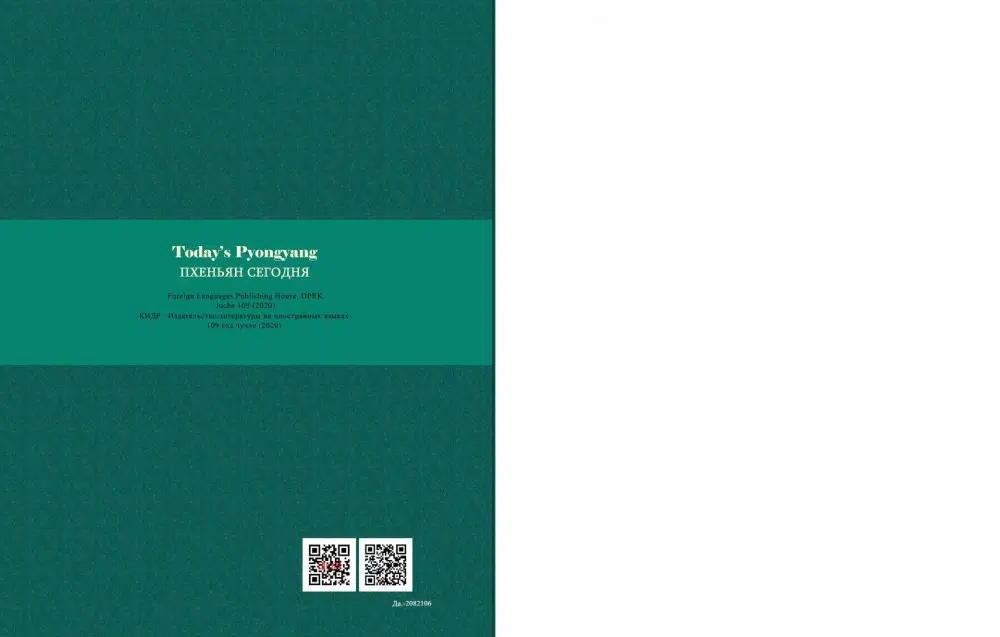 Today's Pyongyang
ПХЕНЬЯН СЕГОДНЯ
Foreign Languages Publishing House, DPRK
Juche 109 (2020)
КНДР Издательство литературы на иностранных языках
109 год чучхе (2020)
Да.-2082106